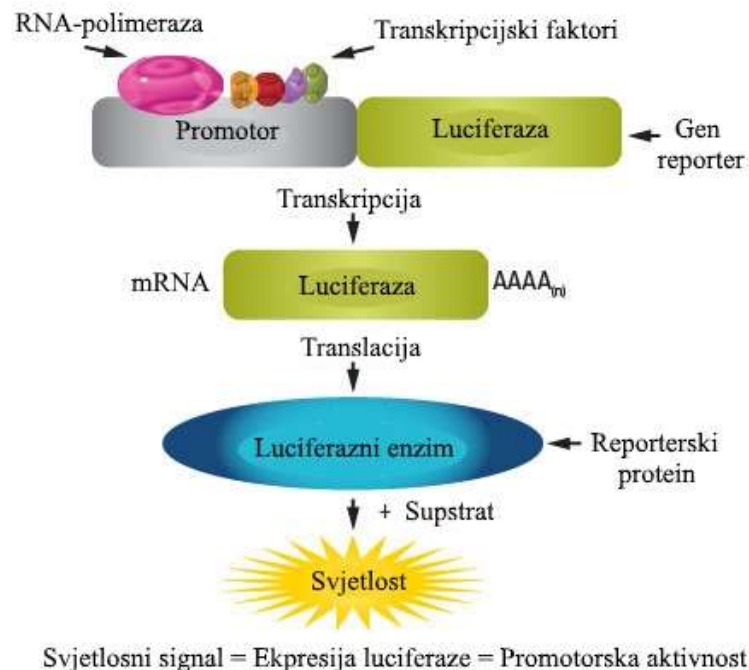 RNA-polimeraza
Transkripcijski faktori
Promotor
Luciferaza
Gen
reporter
Transkripcija
mRNA
Luciferaza
AAAA(n)
Translacija
Luciferazni enzim
Reporterski
protein
+ Supstrat
Svjetlost
Svjetlosni signal = Ekpresija luciferaze = Promotorska aktivnost